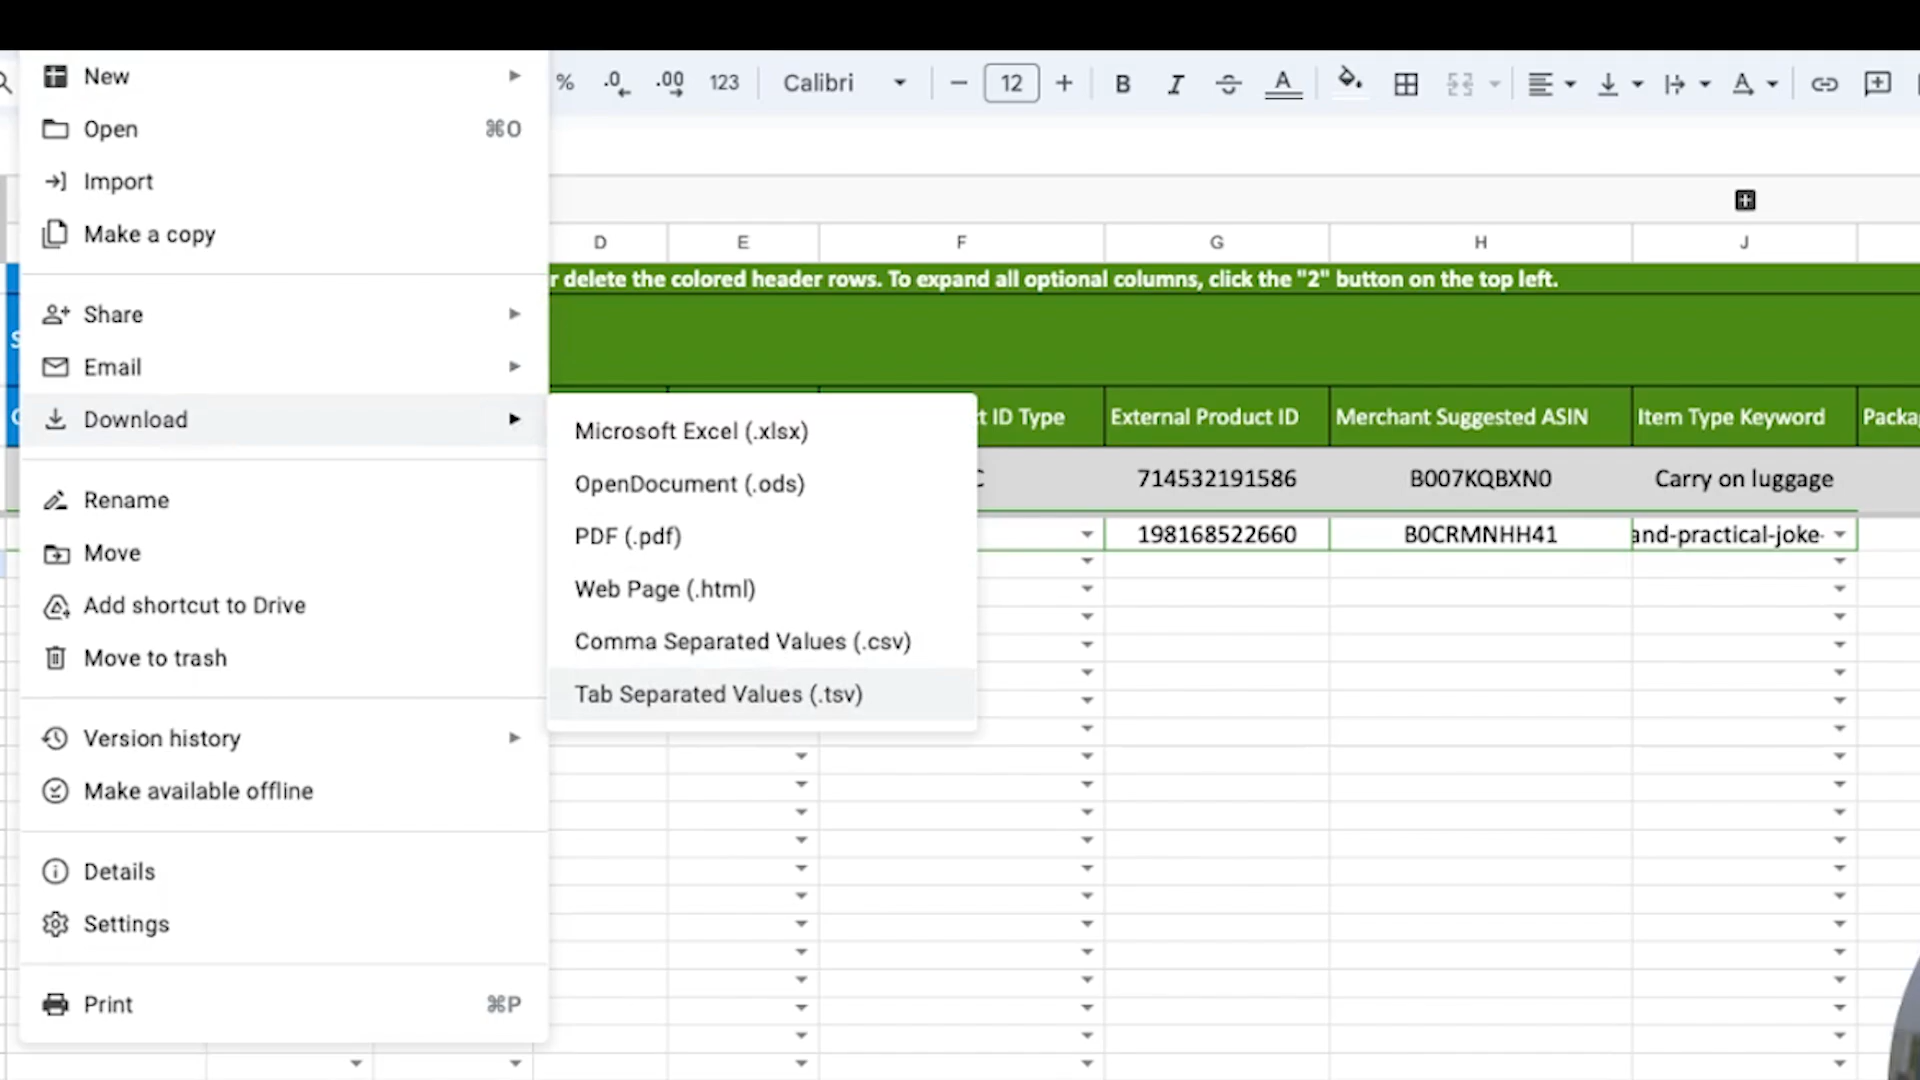 New
Open ⌘O
Import
Make a copy
Share
Email
Download
Rename
Move
Add shortcut to Drive
Move to trash
Version history
Make available offline
Details
Settings
Print ⌘P
Microsoft Excel (.xlsx)
OpenDocument (.ods)
PDF (.pdf)
Web Page (.html)
Comma Separated Values (.csv)
Tab Separated Values (.tsv)
% .0 .00 123 Calibri − 12 + B I S A
D E F G H J
delete the colored header rows. To expand all optional columns, click the "2" button on the top left.
ID Type External Product ID Merchant Suggested ASIN Item Type Keyword
714532191586 B007KQBXN0 Carry on luggage
198168522660 B0CRMNHH41 and-practical-joke-